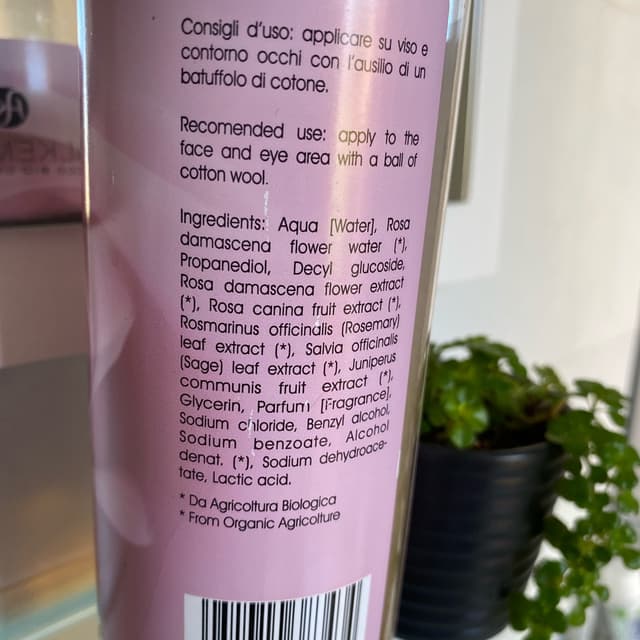 Consigli d'uso: applicare su viso e
contorno occhi con l'ausilio di un
batuffolo di cotone.
Recomended use: apply to the
face and eye area with a ball of
cotton wool.
Ingredients: Aqua [Water], Rosa
damascena flower water (*),
Propanediol, Decyl glucoside,
Rosa damascena flower extract
(*), Rosa canina fruit extract (*),
Rosmarinus officinalis (Rosemary)
leaf extract (*), Salvia officinalis
(Sage) leaf extract (*), Juniperus
communis fruit extract (*),
Glycerin, Parfum [Fragrance],
Sodium chloride, Benzyl alcohol,
Sodium benzoate, Alcohol
denat. (*), Sodium dehydroace-
tate, Lactic acid.
* Da Agricoltura Biologica
* From Organic Agricolture